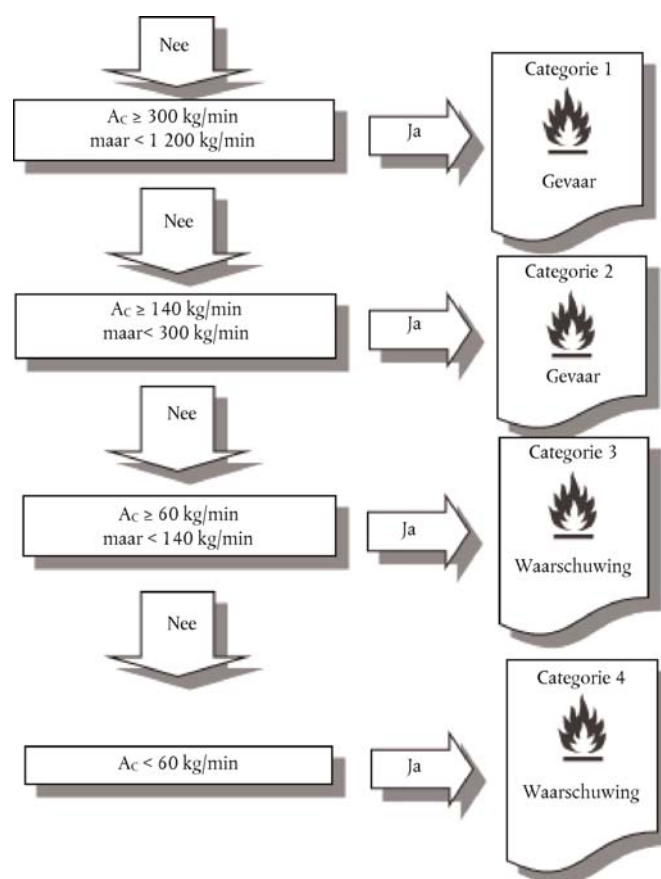 Nee
Ac ≥ 300 kg/min
maar < 1 200 kg/min
Ja
Categorie 1
Gevaar
Nee
Ac ≥ 140 kg/min
maar< 300 kg/min
Ja
Categorie 2
Gevaar
Nee
Ac ≥ 60 kg/min
maar < 140 kg/min
Ja
Categorie 3
Waarschuwing
Nee
Ac < 60 kg/min
Ja
Categorie 4
Waarschuwing